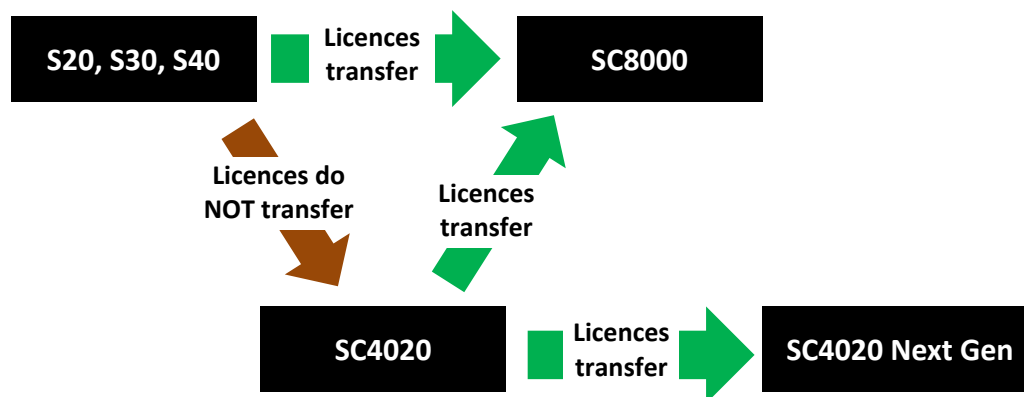 S20, S30, S40
Licences
transfer
SC8000
Licences do
NOT transfer
Licences
transfer
SC4020
Licences
transfer
SC4020 Next Gen